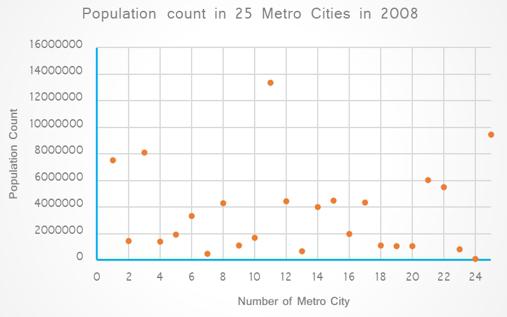 Population count in 25 Metro Cities in 2008
16000000
14000000
12000000
10000000
8000000
6000000
4000000
2000000
0
Population Count
0 2 4 6 8 10 12 14 16 18 20 22 24
Number of Metro City